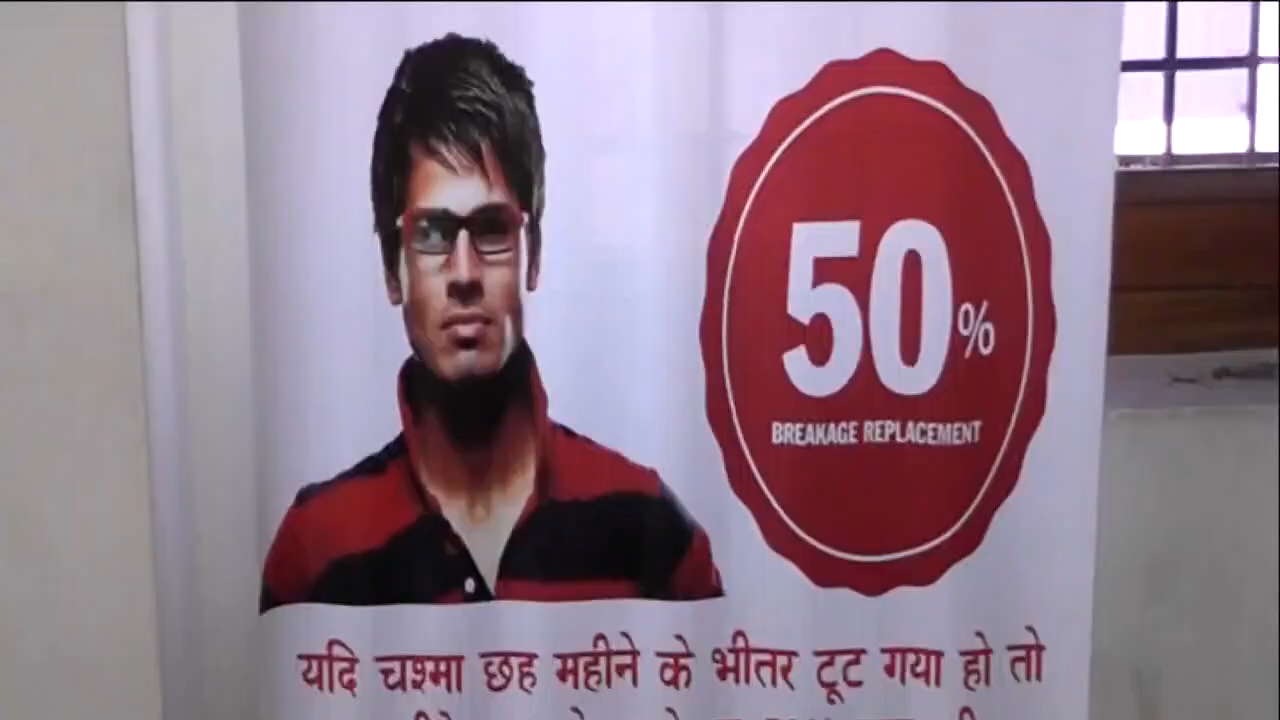 50%
BREAKAGE REPLACEMENT
यदि चश्मा छह महीने के भीतर टूट गया हो तो